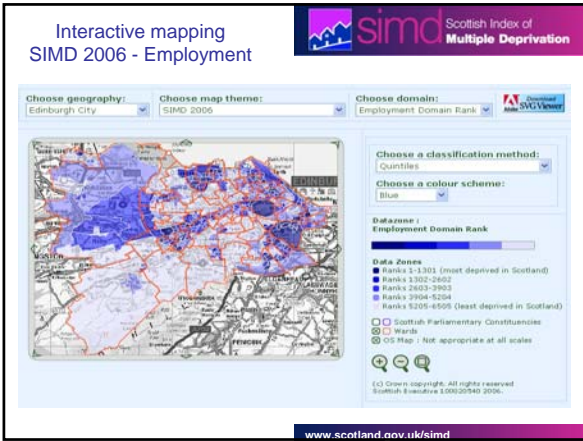 Interactive mapping
SIMD 2006 - Employment
simd
Scottish Index of
Multiple Deprivation
Choose geography:
Edinburgh City
Choose map theme:
SIMD 2006
Choose domain:
Employment Domain Rank
Adobe
Download
SVG Viewer
EDINBUR
PENICUIK
Choose a classification method:
Quintiles
Choose a colour scheme:
Blue
Datazone :
Employment Domain Rank
Data Zones
Ranks 1-1301 (most deprived in Scotland)
Ranks 1302-2602
Ranks 2603-3903
Ranks 3904-5204
Ranks 5205-6505 (least deprived in Scotland)
Scottish Parliamentary Constituencies
Wards
OS Map : Not appropriate at all scales
(c) Crown copyright. All rights reserved
Scottish Executive 100020540 2006.
www.scotland.gov.uk/simd